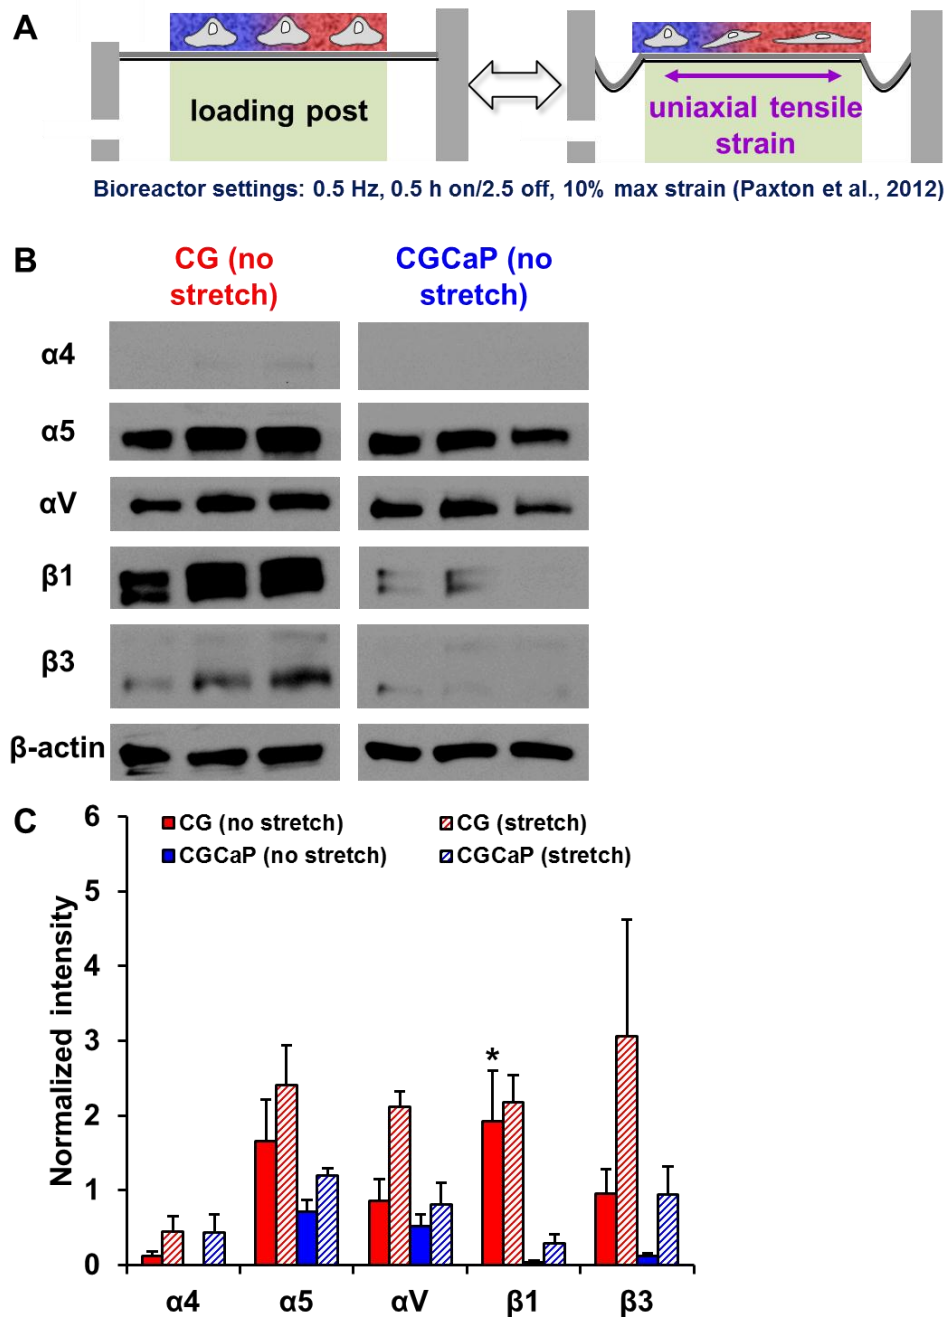 A
loading post
uniaxial tensile
strain
Bioreactor settings: 0.5 Hz, 0.5 h on/2.5 off, 10% max strain (Paxton et al., 2012)
B
CG (no
stretch)
CGCaP (no
stretch)
α4
α5
αV
β1
β3
β-actin
C
CG (no stretch)
CG (stretch)
CGCaP (no stretch)
CGCaP (stretch)
Normalized intensity
6
5
4
3
2
1
0
*
α4
α5
αV
β1
β3